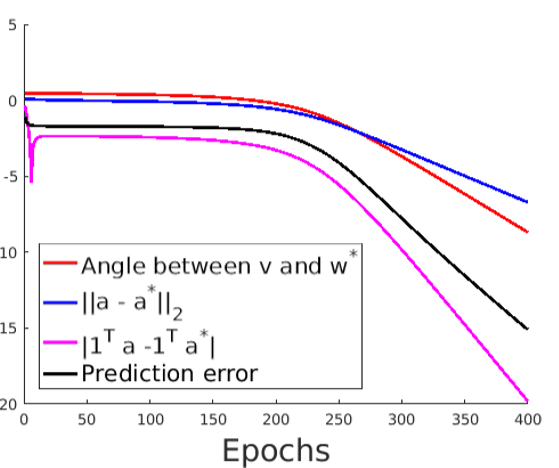 5
0
-5
10
15
20
0 50 100 150 200 250 300 350 400
Angle between v and w*
||a - a*||2
|1T a -1T a*|
Prediction error
Epochs